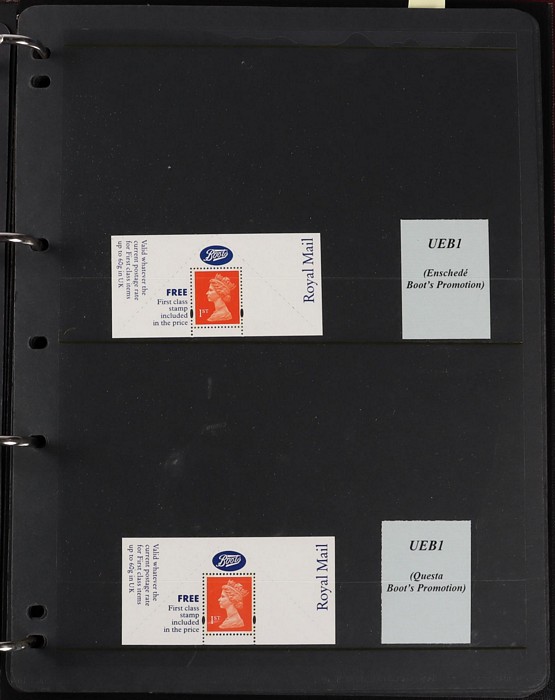 Valid whatever the
current postage rate
for First class items
up to 60g in UK
Boots
FREE
First class
stamp
included
in the price
1ST
Royal Mail
UEB1
(Enschedé
Boot's Promotion)
Valid whatever the
current postage rate
for First class items
up to 60g in UK
Boots
FREE
First class
stamp
included
in the price
1ST
Royal Mail
UEB1
(Questa
Boot's Promotion)